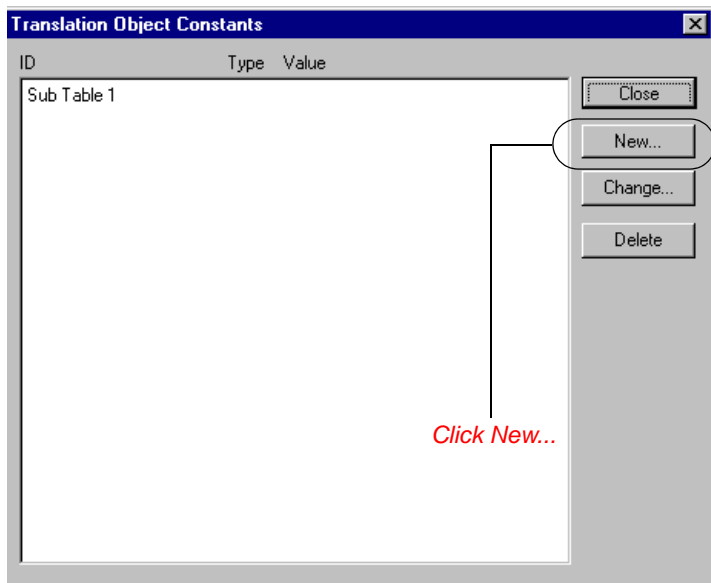 Translation Object Constants
ID Type Value
Sub Table 1
Close
New...
Change...
Delete
Click New...